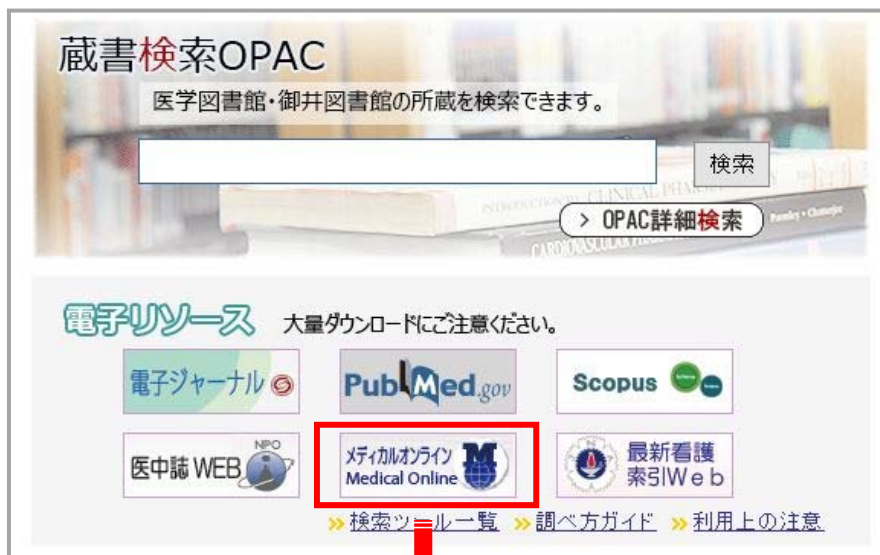 蔵書検索OPAC
医学図書館・御井図書館の所蔵を検索できます。
検索
INTRODUCTION TO CLINICAL PHAR
> OPAC詳細検索
CARDIOVASCULAR
電子リソース 大量ダウンロードにご注意ください。
電子ジャーナル
PubMed.gov
Scopus
医中誌 WEB
NPO
メディカルオンライン
Medical Online
M
最新看護
索引Web
»検索ツール一覧 »調べ方ガイド »利用上の注意